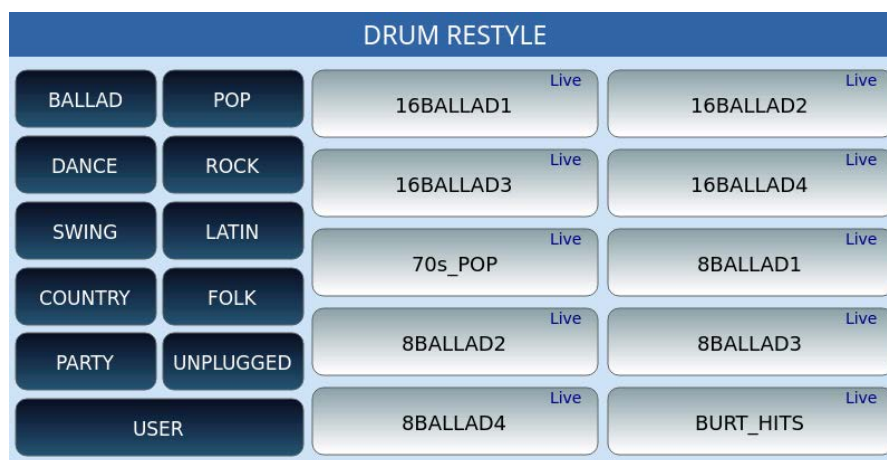 DRUM RESTYLE
BALLAD
POP
DANCE
ROCK
SWING
LATIN
COUNTRY
FOLK
PARTY
UNPLUGGED
USER
Live
16BALLAD1
Live
16BALLAD2
Live
16BALLAD3
Live
16BALLAD4
Live
70s_POP
Live
8BALLAD1
Live
8BALLAD2
Live
8BALLAD3
Live
8BALLAD4
Live
BURT_HITS